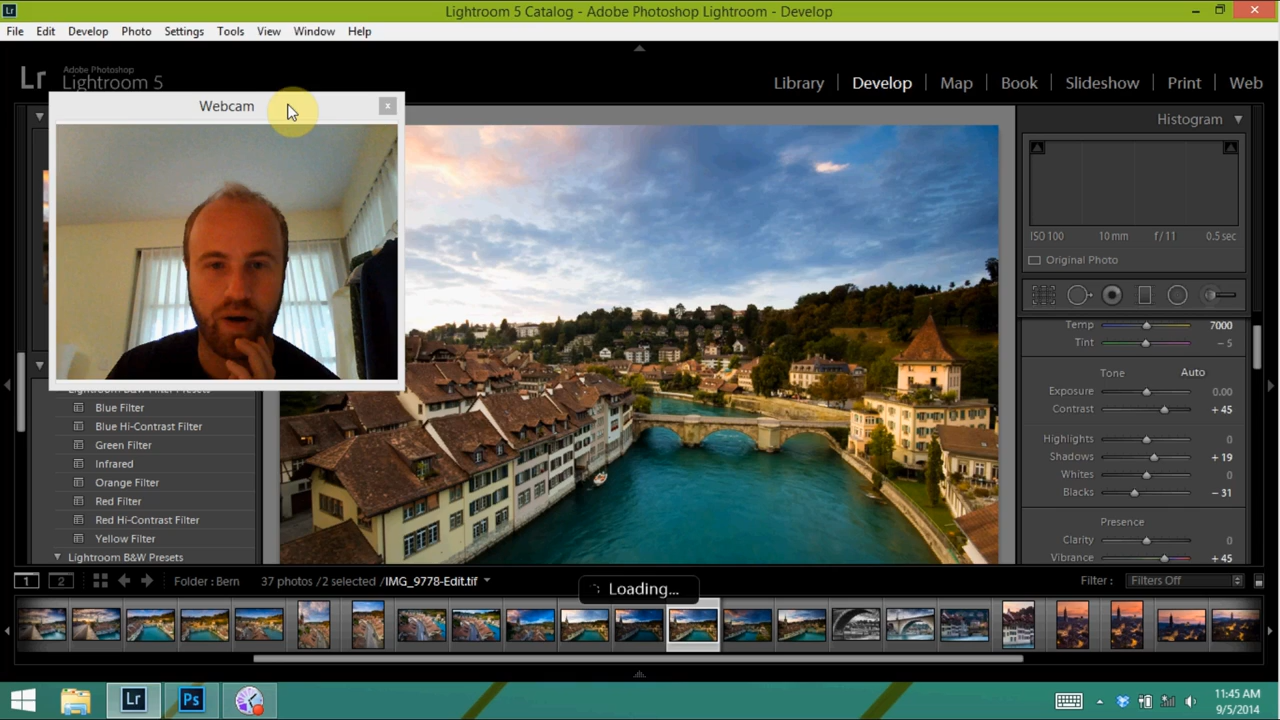 Lightroom 5 Catalog - Adobe Photoshop Lightroom - Develop
File Edit Develop Photo Settings Tools View Window Help
Lr Adobe Photoshop Lightroom 5
Library Develop Map Book Slideshow Print Web
Webcam
Histogram
ISO 100 10 mm f / 11 0.5 sec
Original Photo
Temp 7000
Tint - 5
Tone Auto
Exposure 0.00
Contrast + 45
Highlights 0
Shadows + 19
Whites 0
Blacks - 31
Presence
Clarity 0
Vibrance + 45
Lightroom B&W Filter Presets
Blue Filter
Blue Hi-Contrast Filter
Green Filter
Infrared
Orange Filter
Red Filter
Red Hi-Contrast Filter
Yellow Filter
Lightroom B&W Presets
1 2 Folder : Bern 37 photos /2 selected /IMG_9778-Edit.tif
Loading...
Filter : Filters Off
Lr Ps
11:45 AM
9/5/2014